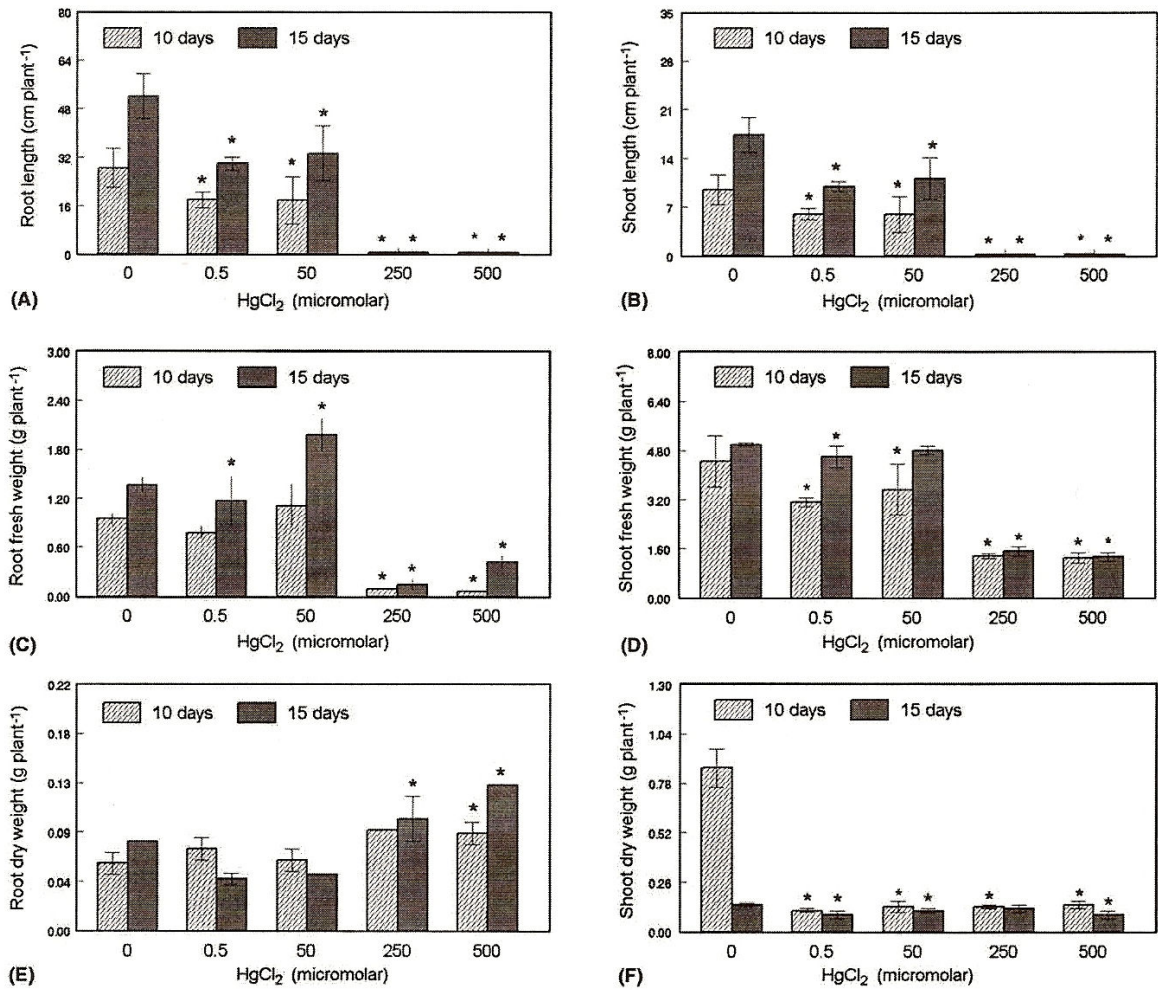 80
64
48
32
16
0
Root length (cm plant-1)
10 days 15 days
* * * * * * * *
0 0.5 50 250 500
HgCl2 (micromolar)
(A)
35
28
21
14
7
0
Shoot length (cm plant-1)
10 days 15 days
* * * * * * * *
0 0.5 50 250 500
HgCl2 (micromolar)
(B)
3.00
2.40
1.80
1.20
0.60
0.00
Root fresh weight (g plant-1)
10 days 15 days
* * * * * *
0 0.5 50 250 500
HgCl2 (micromolar)
(C)
8.00
6.40
4.80
3.20
1.60
0.00
Shoot fresh weight (g plant-1)
10 days 15 days
* * * * * * *
0 0.5 50 250 500
HgCl2 (micromolar)
(D)
0.22
0.18
0.13
0.09
0.04
0.00
Root dry weight (g plant-1)
10 days 15 days
* * *
0 0.5 50 250 500
HgCl2 (micromolar)
(E)
1.30
1.04
0.78
0.52
0.26
0.00
Shoot dry weight (g plant-1)
10 days 15 days
* * * * * * *
0 0.5 50 250 500
HgCl2 (micromolar)
(F)